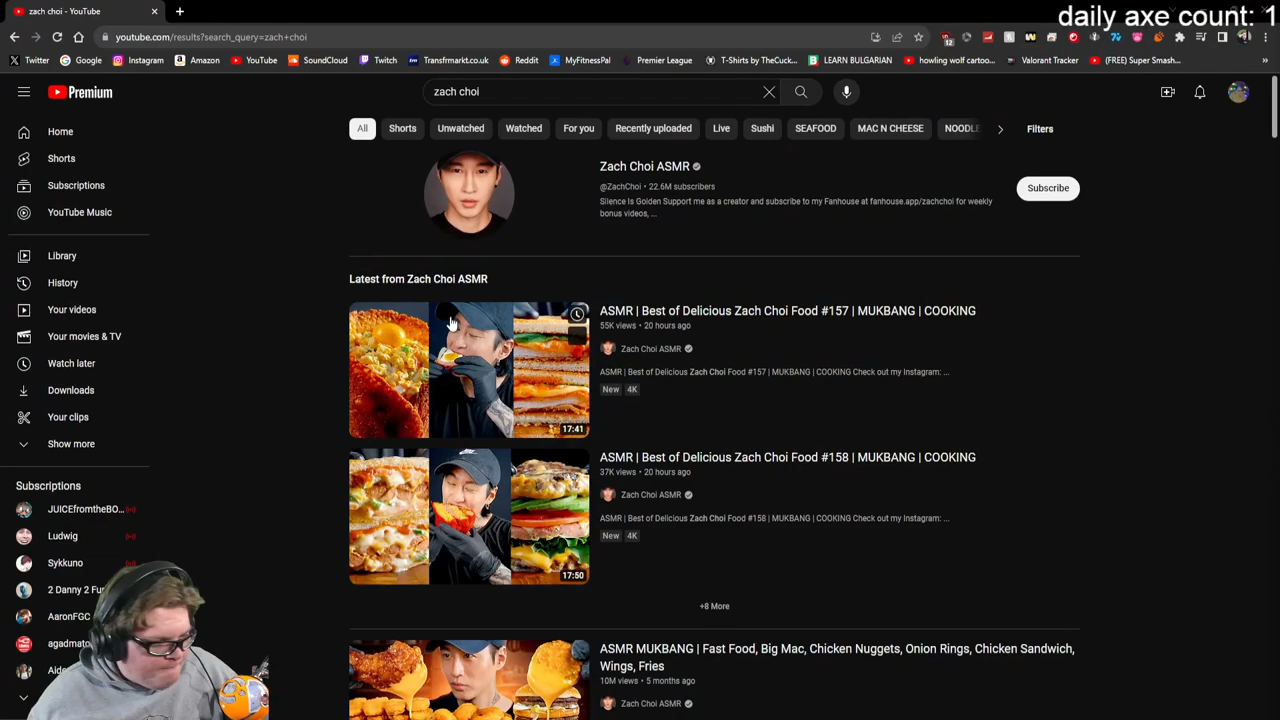 daily axe count: 1
zach choi - YouTube
youtube.com/results?search_query=zach+choi
Twitter
Google
Instagram
Amazon
YouTube
SoundCloud
Twitch
Transfrmarkt.co.uk
Reddit
MyFitnessPal
Premier League
T-Shirts by TheCuck...
LEARN BULGARIAN
howling wolf cartoo...
Valorant Tracker
(FREE) Super Smash...
Premium
zach choi
All
Shorts
Unwatched
Watched
For you
Recently uploaded
Live
Sushi
SEAFOOD
MAC N CHEESE
NOODLE
Filters
Home
Shorts
Subscriptions
YouTube Music
Library
History
Your videos
Your movies & TV
Watch later
Downloads
Your clips
Show more
Subscriptions
JUICEfromtheBO...
Ludwig
Sykkuno
2 Danny 2 Fur
AaronFGC
agadmato
Aide
Zach Choi ASMR
@ZachChoi • 22.6M subscribers
Silence Is Golden Support me as a creator and subscribe to my Fanhouse at fanhouse.app/zachchoi for weekly
bonus videos, ...
Subscribe
Latest from Zach Choi ASMR
17:41
ASMR | Best of Delicious Zach Choi Food #157 | MUKBANG | COOKING
55K views • 20 hours ago
Zach Choi ASMR
ASMR | Best of Delicious Zach Choi Food #157 | MUKBANG | COOKING Check out my Instagram: ...
New
4K
17:50
ASMR | Best of Delicious Zach Choi Food #158 | MUKBANG | COOKING
37K views • 20 hours ago
Zach Choi ASMR
ASMR | Best of Delicious Zach Choi Food #158 | MUKBANG | COOKING Check out my Instagram: ...
New
4K
+8 More
ASMR MUKBANG | Fast Food, Big Mac, Chicken Nuggets, Onion Rings, Chicken Sandwich,
Wings, Fries
10M views • 5 months ago
Zach Choi ASMR